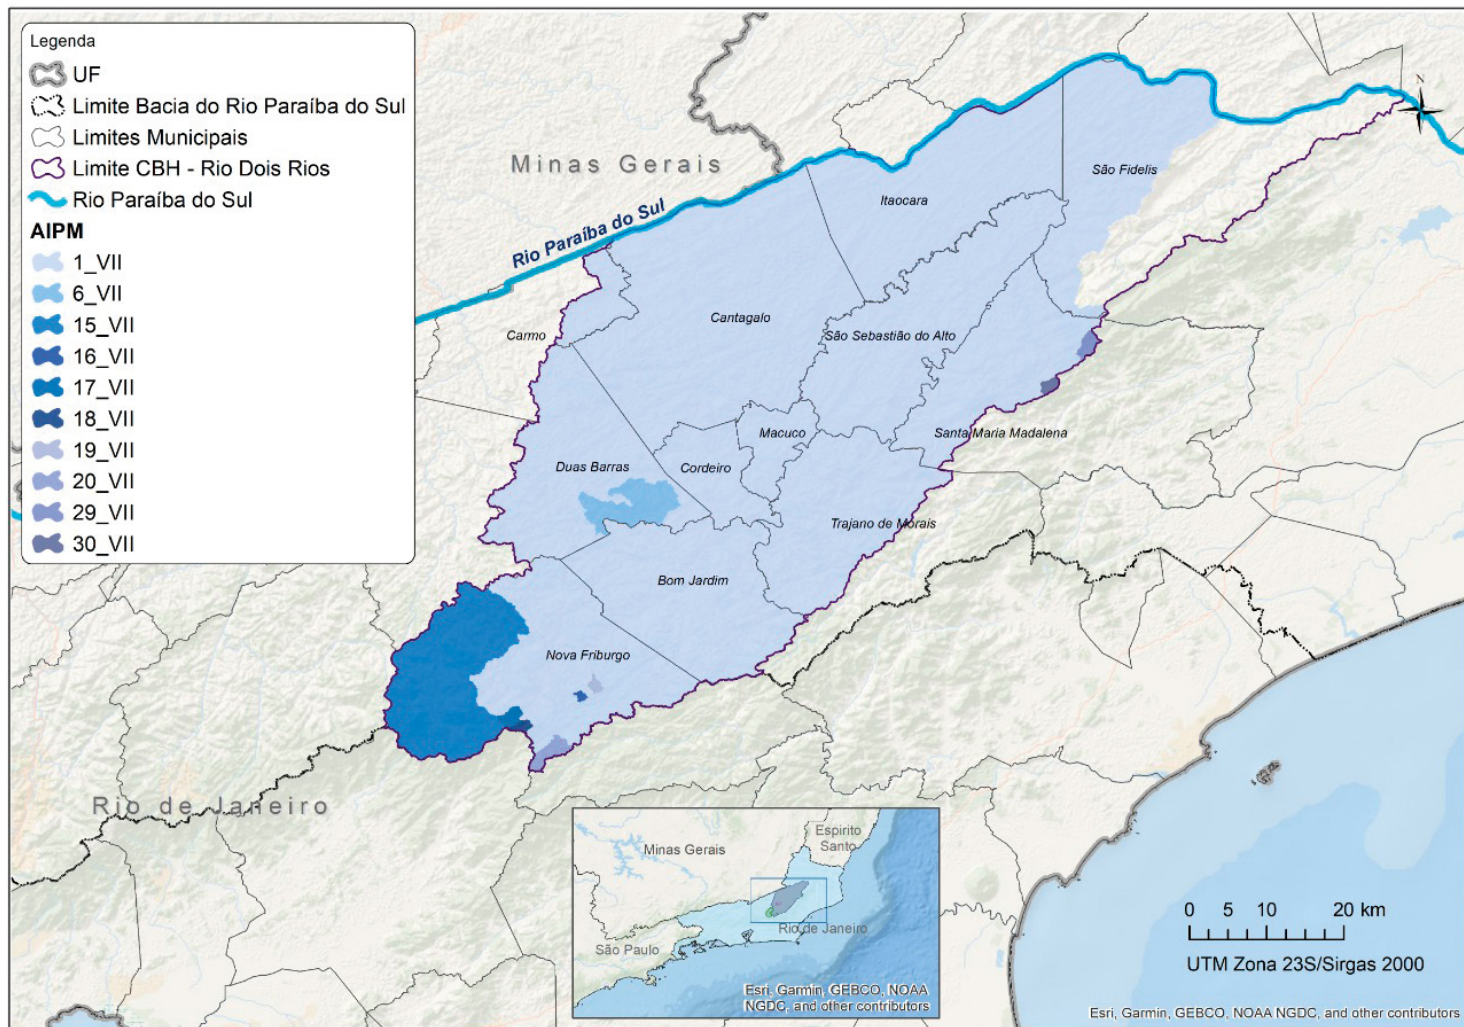 Legenda
UF
Limite Bacia do Rio Paraíba do Sul
Limites Municipais
Limite CBH - Rio Dois Rios
Rio Paraíba do Sul
AIPM
1_VII
6_VII
15_VII
16_VII
17_VII
18_VII
19_VII
20_VII
29_VII
30_VII
N
Minas Gerais
São Fidelis
Itaocara
Rio Paraíba do Sul
Cantagalo
Carmo
São Sebastião do Alto
Macuco
Santa Maria Madalena
Duas Barras
Cordeiro
Trajano de Morais
Bom Jardim
Nova Friburgo
Rio de Janeiro
Espirito
Santo
Minas Gerais
Rio de Janeiro
São Paulo
Esri, Garmin, GEBCO, NOAA
NGDC, and other contributors
0 5 10 20 km
UTM Zona 23S/Sirgas 2000
Esri, Garmin, GEBCO, NOAA NGDC, and other contributors